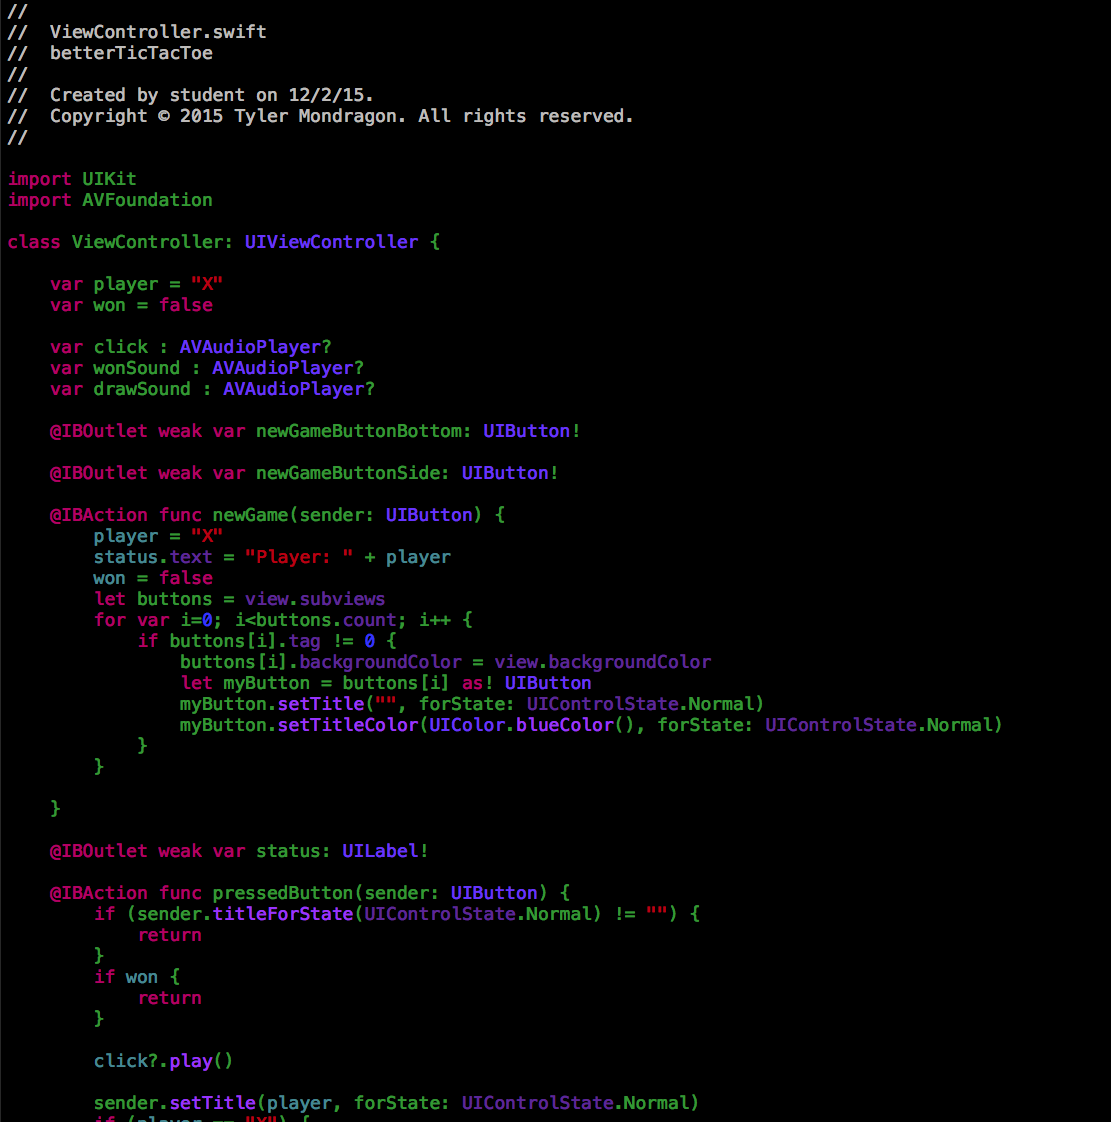 //
//  ViewController.swift
//  betterTicTacToe
//
//  Created by student on 12/2/15.
//  Copyright © 2015 Tyler Mondragon. All rights reserved.
//

import UIKit
import AVFoundation

class ViewController: UIViewController {

    var player = "X"
    var won = false

    var click : AVAudioPlayer?
    var wonSound : AVAudioPlayer?
    var drawSound : AVAudioPlayer?

    @IBOutlet weak var newGameButtonBottom: UIButton!

    @IBOutlet weak var newGameButtonSide: UIButton!

    @IBAction func newGame(sender: UIButton) {
        player = "X"
        status.text = "Player: " + player
        won = false
        let buttons = view.subviews
        for var i=0; i<buttons.count; i++ {
            if buttons[i].tag != 0 {
                buttons[i].backgroundColor = view.backgroundColor
                let myButton = buttons[i] as! UIButton
                myButton.setTitle("", forState: UIControlState.Normal)
                myButton.setTitleColor(UIColor.blueColor(), forState: UIControlState.Normal)
            }
        }

    }

    @IBOutlet weak var status: UILabel!

    @IBAction func pressedButton(sender: UIButton) {
        if (sender.titleForState(UIControlState.Normal) != "") {
            return
        }
        if won {
            return
        }

        click?.play()

        sender.setTitle(player, forState: UIControlState.Normal)
        if (player == "X") {